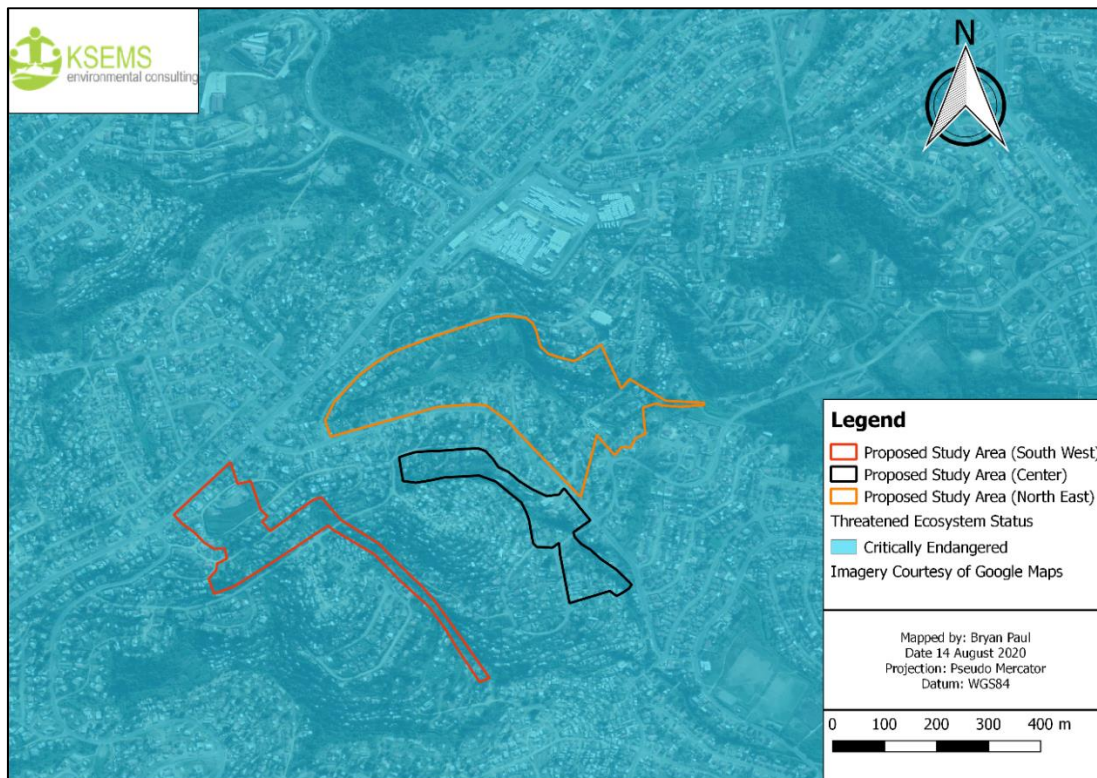 KSEMS
environmental consulting
N
Legend
Proposed Study Area (South West)
Proposed Study Area (Center)
Proposed Study Area (North East)
Threatened Ecosystem Status
Critically Endangered
Imagery Courtesy of Google Maps
Mapped by: Bryan Paul
Date 14 August 2020
Projection: Pseudo Mercator
Datum: WGS84
0 100 200 300 400 m